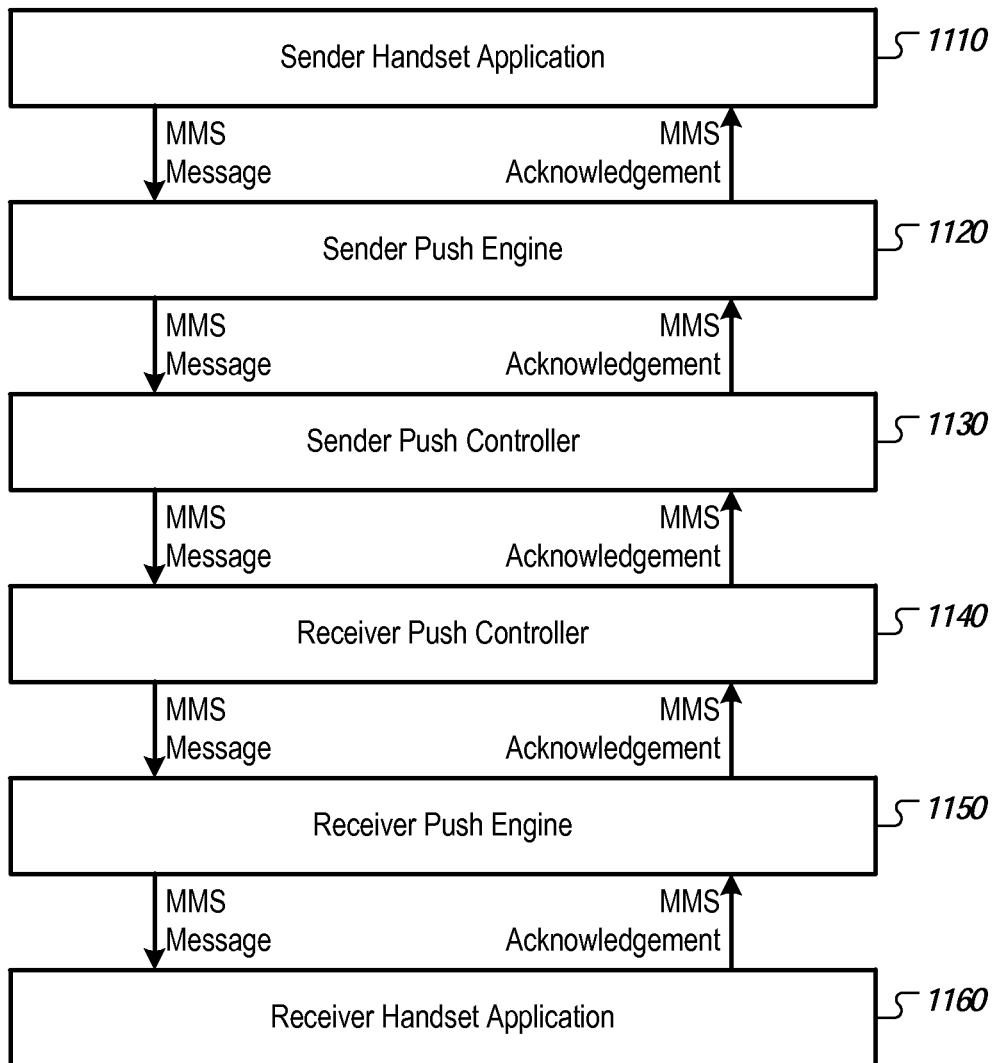 Sender Handset Application
1110
MMS
Message
MMS
Acknowledgement
Sender Push Engine
1120
MMS
Message
MMS
Acknowledgement
Sender Push Controller
1130
MMS
Message
MMS
Acknowledgement
Receiver Push Controller
1140
MMS
Message
MMS
Acknowledgement
Receiver Push Engine
1150
MMS
Message
MMS
Acknowledgement
Receiver Handset Application
1160